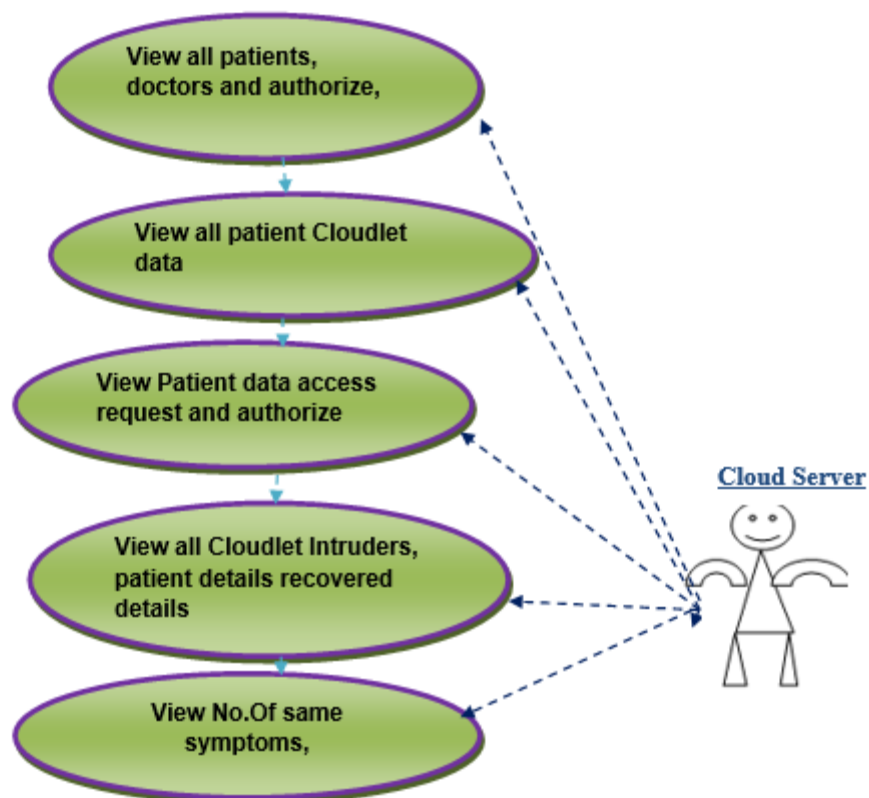 View all patients,
doctors and authorize,
View all patient Cloudlet
data
View Patient data access
request and authorize
Cloud Server
View all Cloudlet Intruders,
patient details recovered
details
View No.Of same
symptoms,